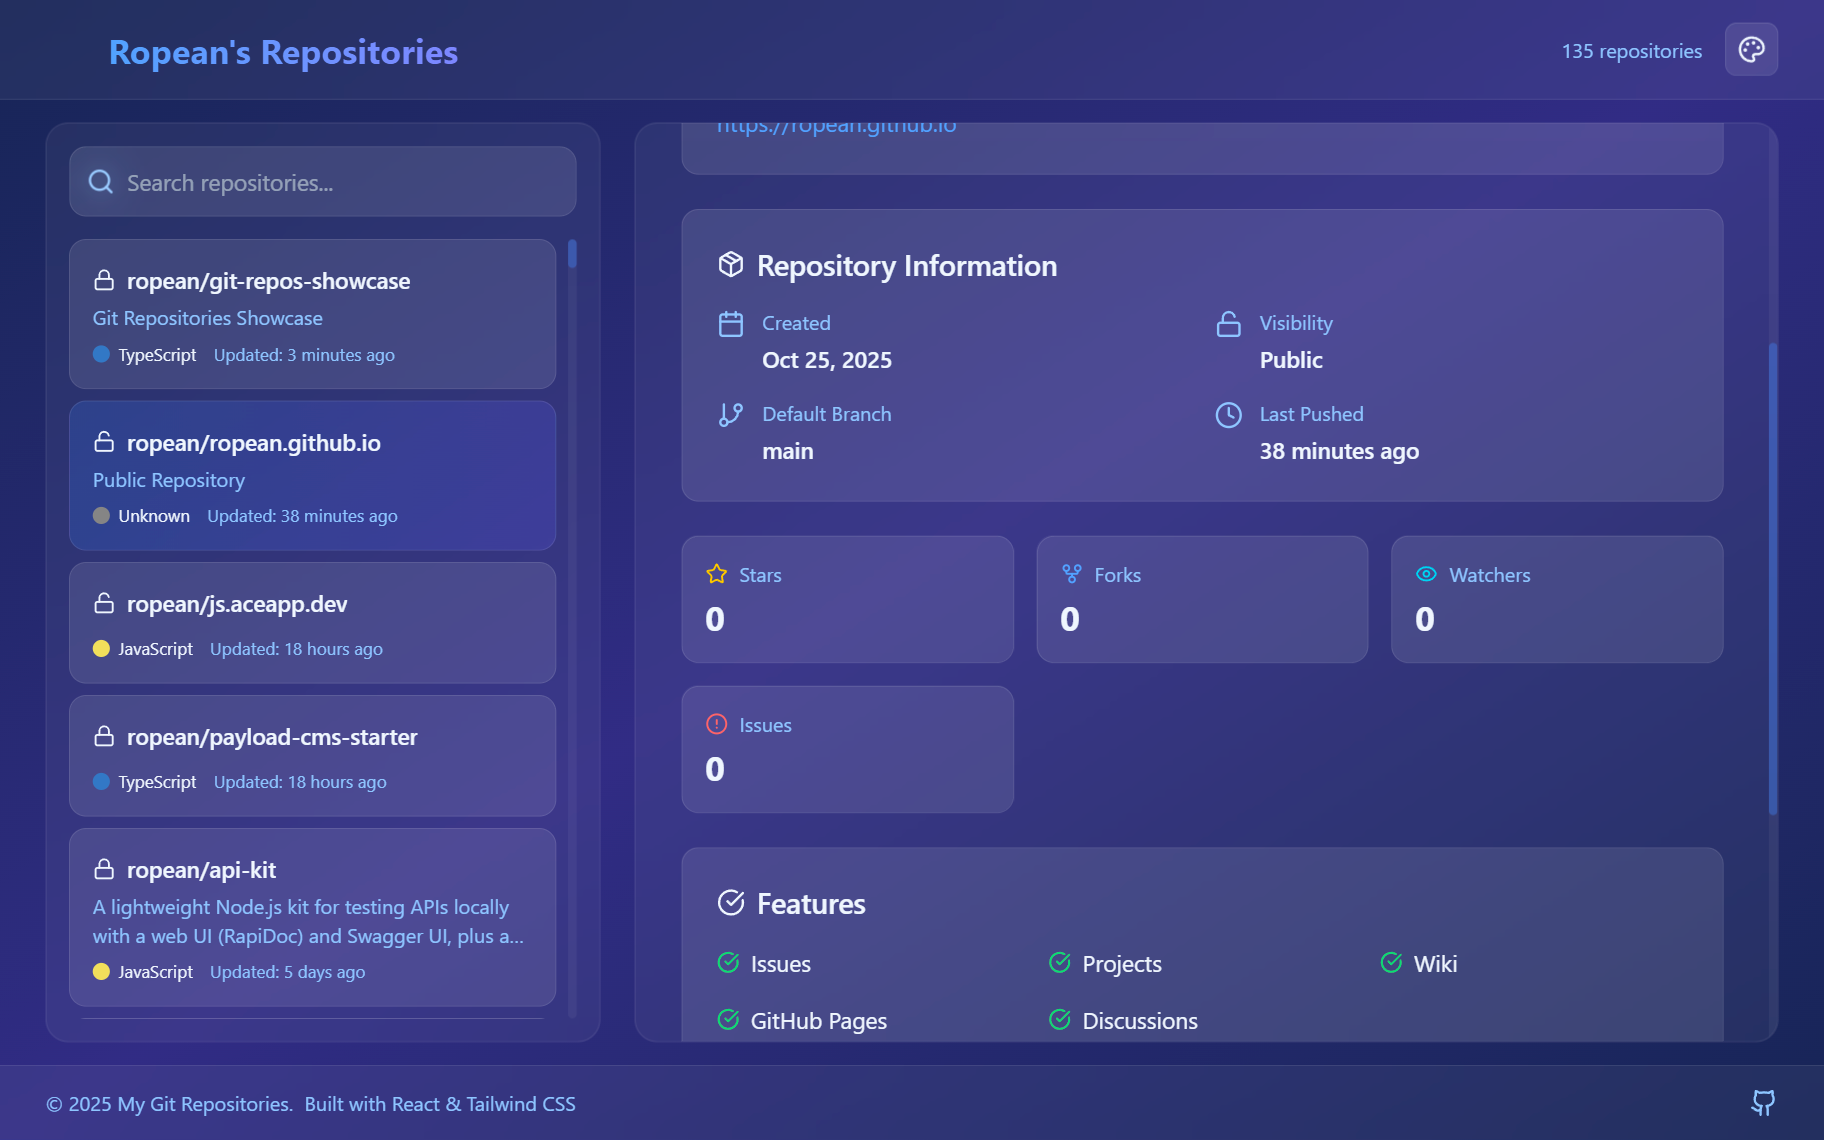 Ropean's Repositories
135 repositories
Search repositories...
ropean/git-repos-showcase
Git Repositories Showcase
TypeScript Updated: 3 minutes ago
ropean/ropean.github.io
Public Repository
Unknown Updated: 38 minutes ago
ropean/js.aceapp.dev
JavaScript Updated: 18 hours ago
ropean/payload-cms-starter
TypeScript Updated: 18 hours ago
ropean/api-kit
A lightweight Node.js kit for testing APIs locally
with a web UI (RapiDoc) and Swagger UI, plus a...
JavaScript Updated: 5 days ago
https://ropean.github.io
Repository Information
Created
Oct 25, 2025
Visibility
Public
Default Branch
main
Last Pushed
38 minutes ago
Stars
0
Forks
0
Watchers
0
Issues
0
Features
Issues
Projects
Wiki
GitHub Pages
Discussions
© 2025 My Git Repositories. Built with React & Tailwind CSS